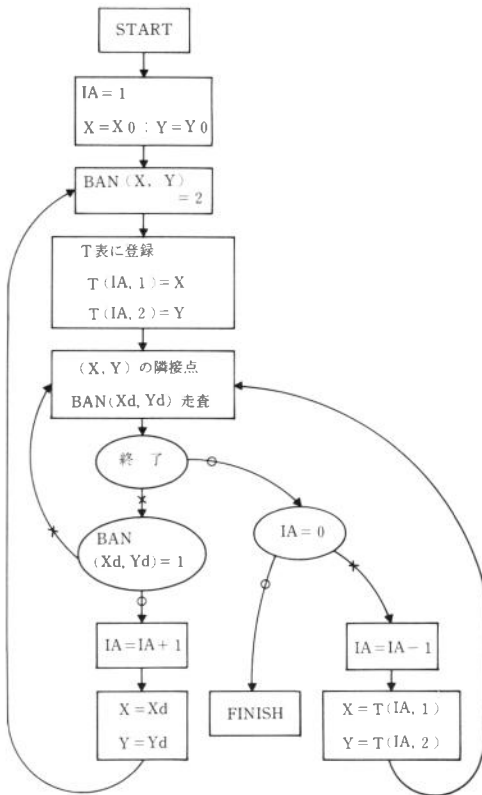 START
IA=1
X=X0 : Y=Y0
BAN(X, Y)
=2
T表に登録
T(IA, 1)=X
T(IA, 2)=Y
(X, Y)の隣接点
BAN(Xd, Yd)走査
終 了
BAN
(Xd, Yd)=1
IA=0
IA=IA+1
IA=IA-1
X=Xd
Y=Yd
FINISH
X=T(IA, 1)
Y=T(IA, 2)